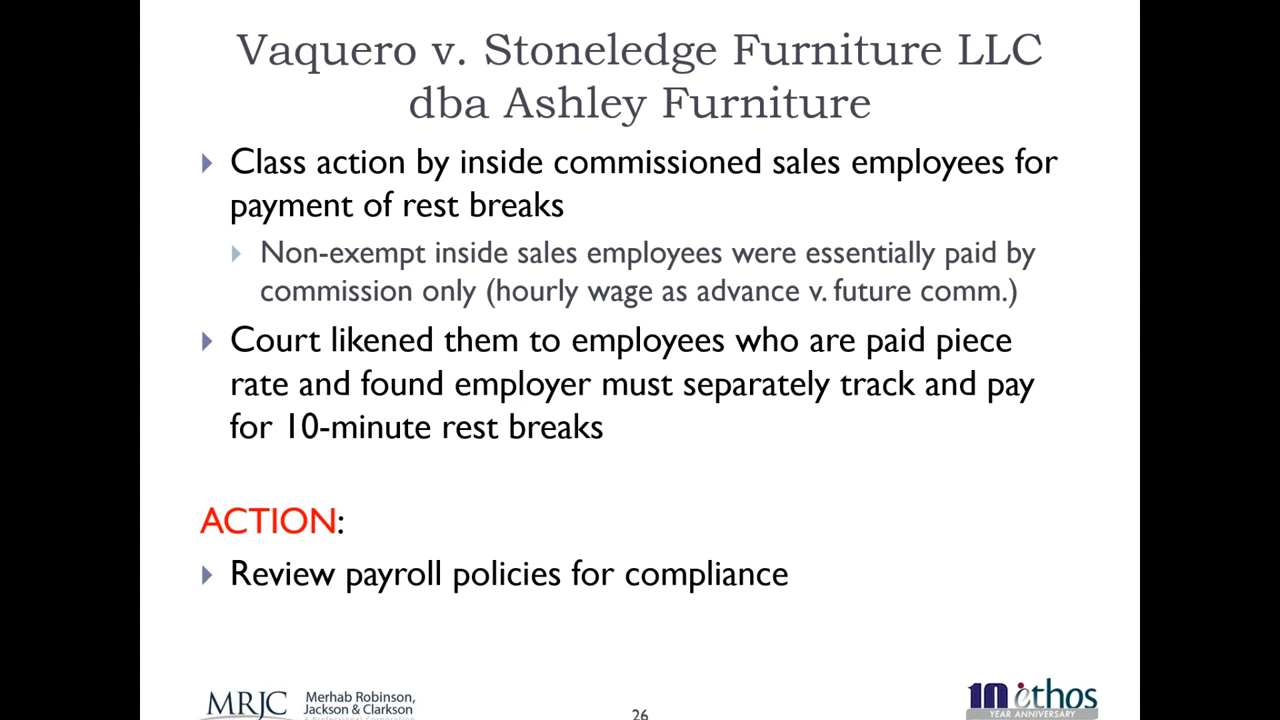 Vaquero v. Stoneledge Furniture LLC
dba Ashley Furniture
Class action by inside commissioned sales employees for
payment of rest breaks
Non-exempt inside sales employees were essentially paid by
commission only (hourly wage as advance v. future comm.)
Court likened them to employees who are paid piece
rate and found employer must separately track and pay
for 10-minute rest breaks
ACTION:
Review payroll policies for compliance
MRJC
Merhab Robinson,
Jackson & Clarkson
26
10 ethos
YEAR ANNIVERSARY